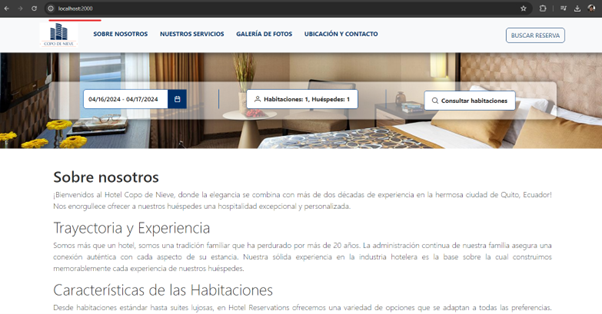 localhost:3000
COPO DE NIEVE
SOBRE NOSOTROS
NUESTROS SERVICIOS
GALERÍA DE FOTOS
UBICACIÓN Y CONTACTO
BUSCAR RESERVA
04/16/2024 - 04/17/2024
Habitaciones: 1, Huéspedes: 1
Consultar habitaciones
Sobre nosotros
¡Bienvenidos al Hotel Copo de Nieve, donde la elegancia se combina con más de dos décadas de experiencia en la hermosa ciudad de Quito, Ecuador!
Nos enorgullece ofrecer a nuestros huéspedes una hospitalidad excepcional y personalizada.
Trayectoria y Experiencia
Somos más que un hotel, somos una tradición familiar que ha perdurado por más de 20 años. La administración continua de nuestra familia asegura una
conexión auténtica con cada aspecto de su estancia. Nuestra sólida experiencia en la industria hotelera es la base sobre la cual construimos
memorablemente cada experiencia de nuestros huéspedes.
Características de las Habitaciones
Desde habitaciones estándar hasta suites lujosas, en Hotel Reservations ofrecemos una variedad de opciones que se adaptan a todas las preferencias.